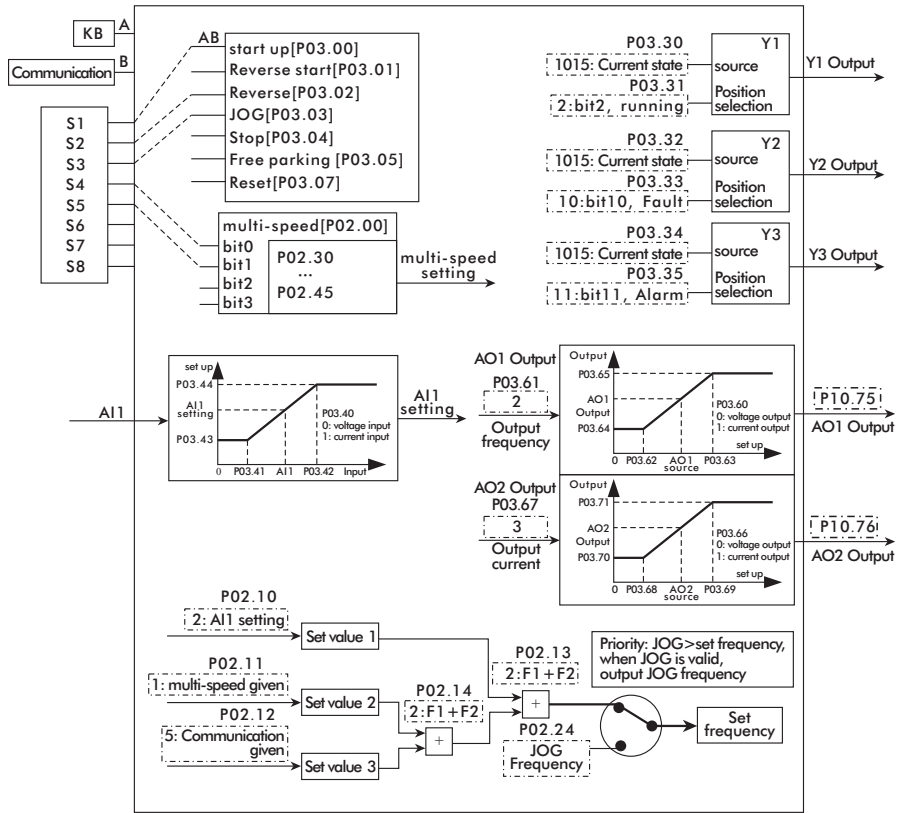 KB
A
Communication
B
S1
S2
S3
S4
S5
S6
S7
S8
AB
start up[P03.00]
Reverse start[P03.01]
Reverse[P03.02]
JOG[P03.03]
Stop[P03.04]
Free parking [P03.05]
Reset[P03.07]
multi-speed[P02.00]
bit0
bit1
bit2
bit3
P02.30
...
P02.45
multi-speed
setting
P03.30
1015: Current state
P03.31
2:bit2, running
Y1
source
Position
selection
Y1 Output
P03.32
1015: Current state
P03.33
10:bit10, Fault
Y2
source
Position
selection
Y2 Output
P03.34
1015: Current state
P03.35
11:bit11, Alarm
Y3
source
Position
selection
Y3 Output
AI1
set up
P03.44
AI1
setting
P03.43
P03.40
0: voltage input
1: current input
0
P03.41
AI1
P03.42
Input
AI1
setting
AO1 Output
P03.61
2
Output
frequency
Output
P03.65
AO1
Output
P03.64
P03.60
0: voltage output
1: current output
set up
0
P03.62
AO1
source
P03.63
P10.75
AO1 Output
AO2 Output
P03.67
3
Output
current
Output
P03.71
AO2
Output
P03.70
P03.66
0: voltage output
1: current output
set up
0
P03.68
AO2
source
P03.69
P10.76
AO2 Output
P02.10
2: AI1 setting
Set value 1
P02.11
1: multi-speed given
Set value 2
P02.12
5: Communication
given
Set value 3
P02.14
2:F1+F2
+
P02.13
2:F1+F2
+
P02.24
JOG
Frequency
Priority: JOG>set frequency,
when JOG is valid,
output JOG frequency
Set
frequency